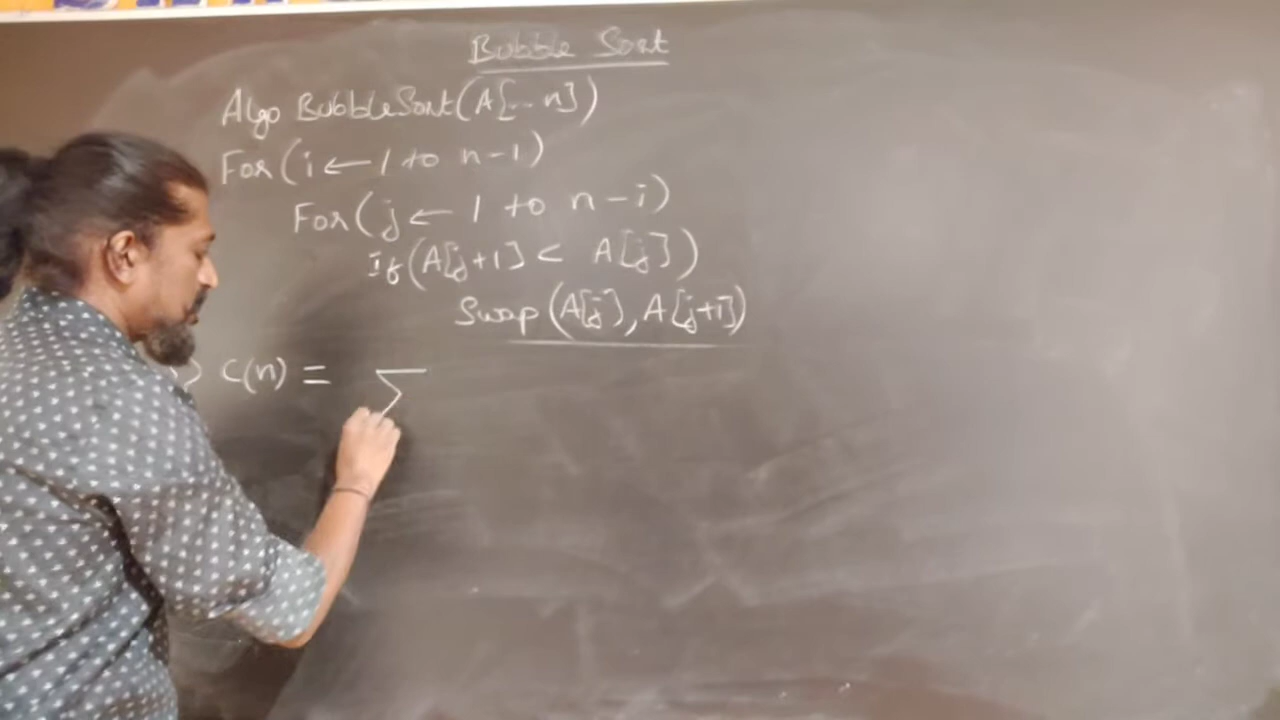 Bubble Sort
Algo BubbleSort(A[-- n])
For(i ← 1 to n-1)
For(j ← 1 to n-i)
If(A[j+1] < A[j])
Swap(A[j], A[j+1])
) C(n) = Σ